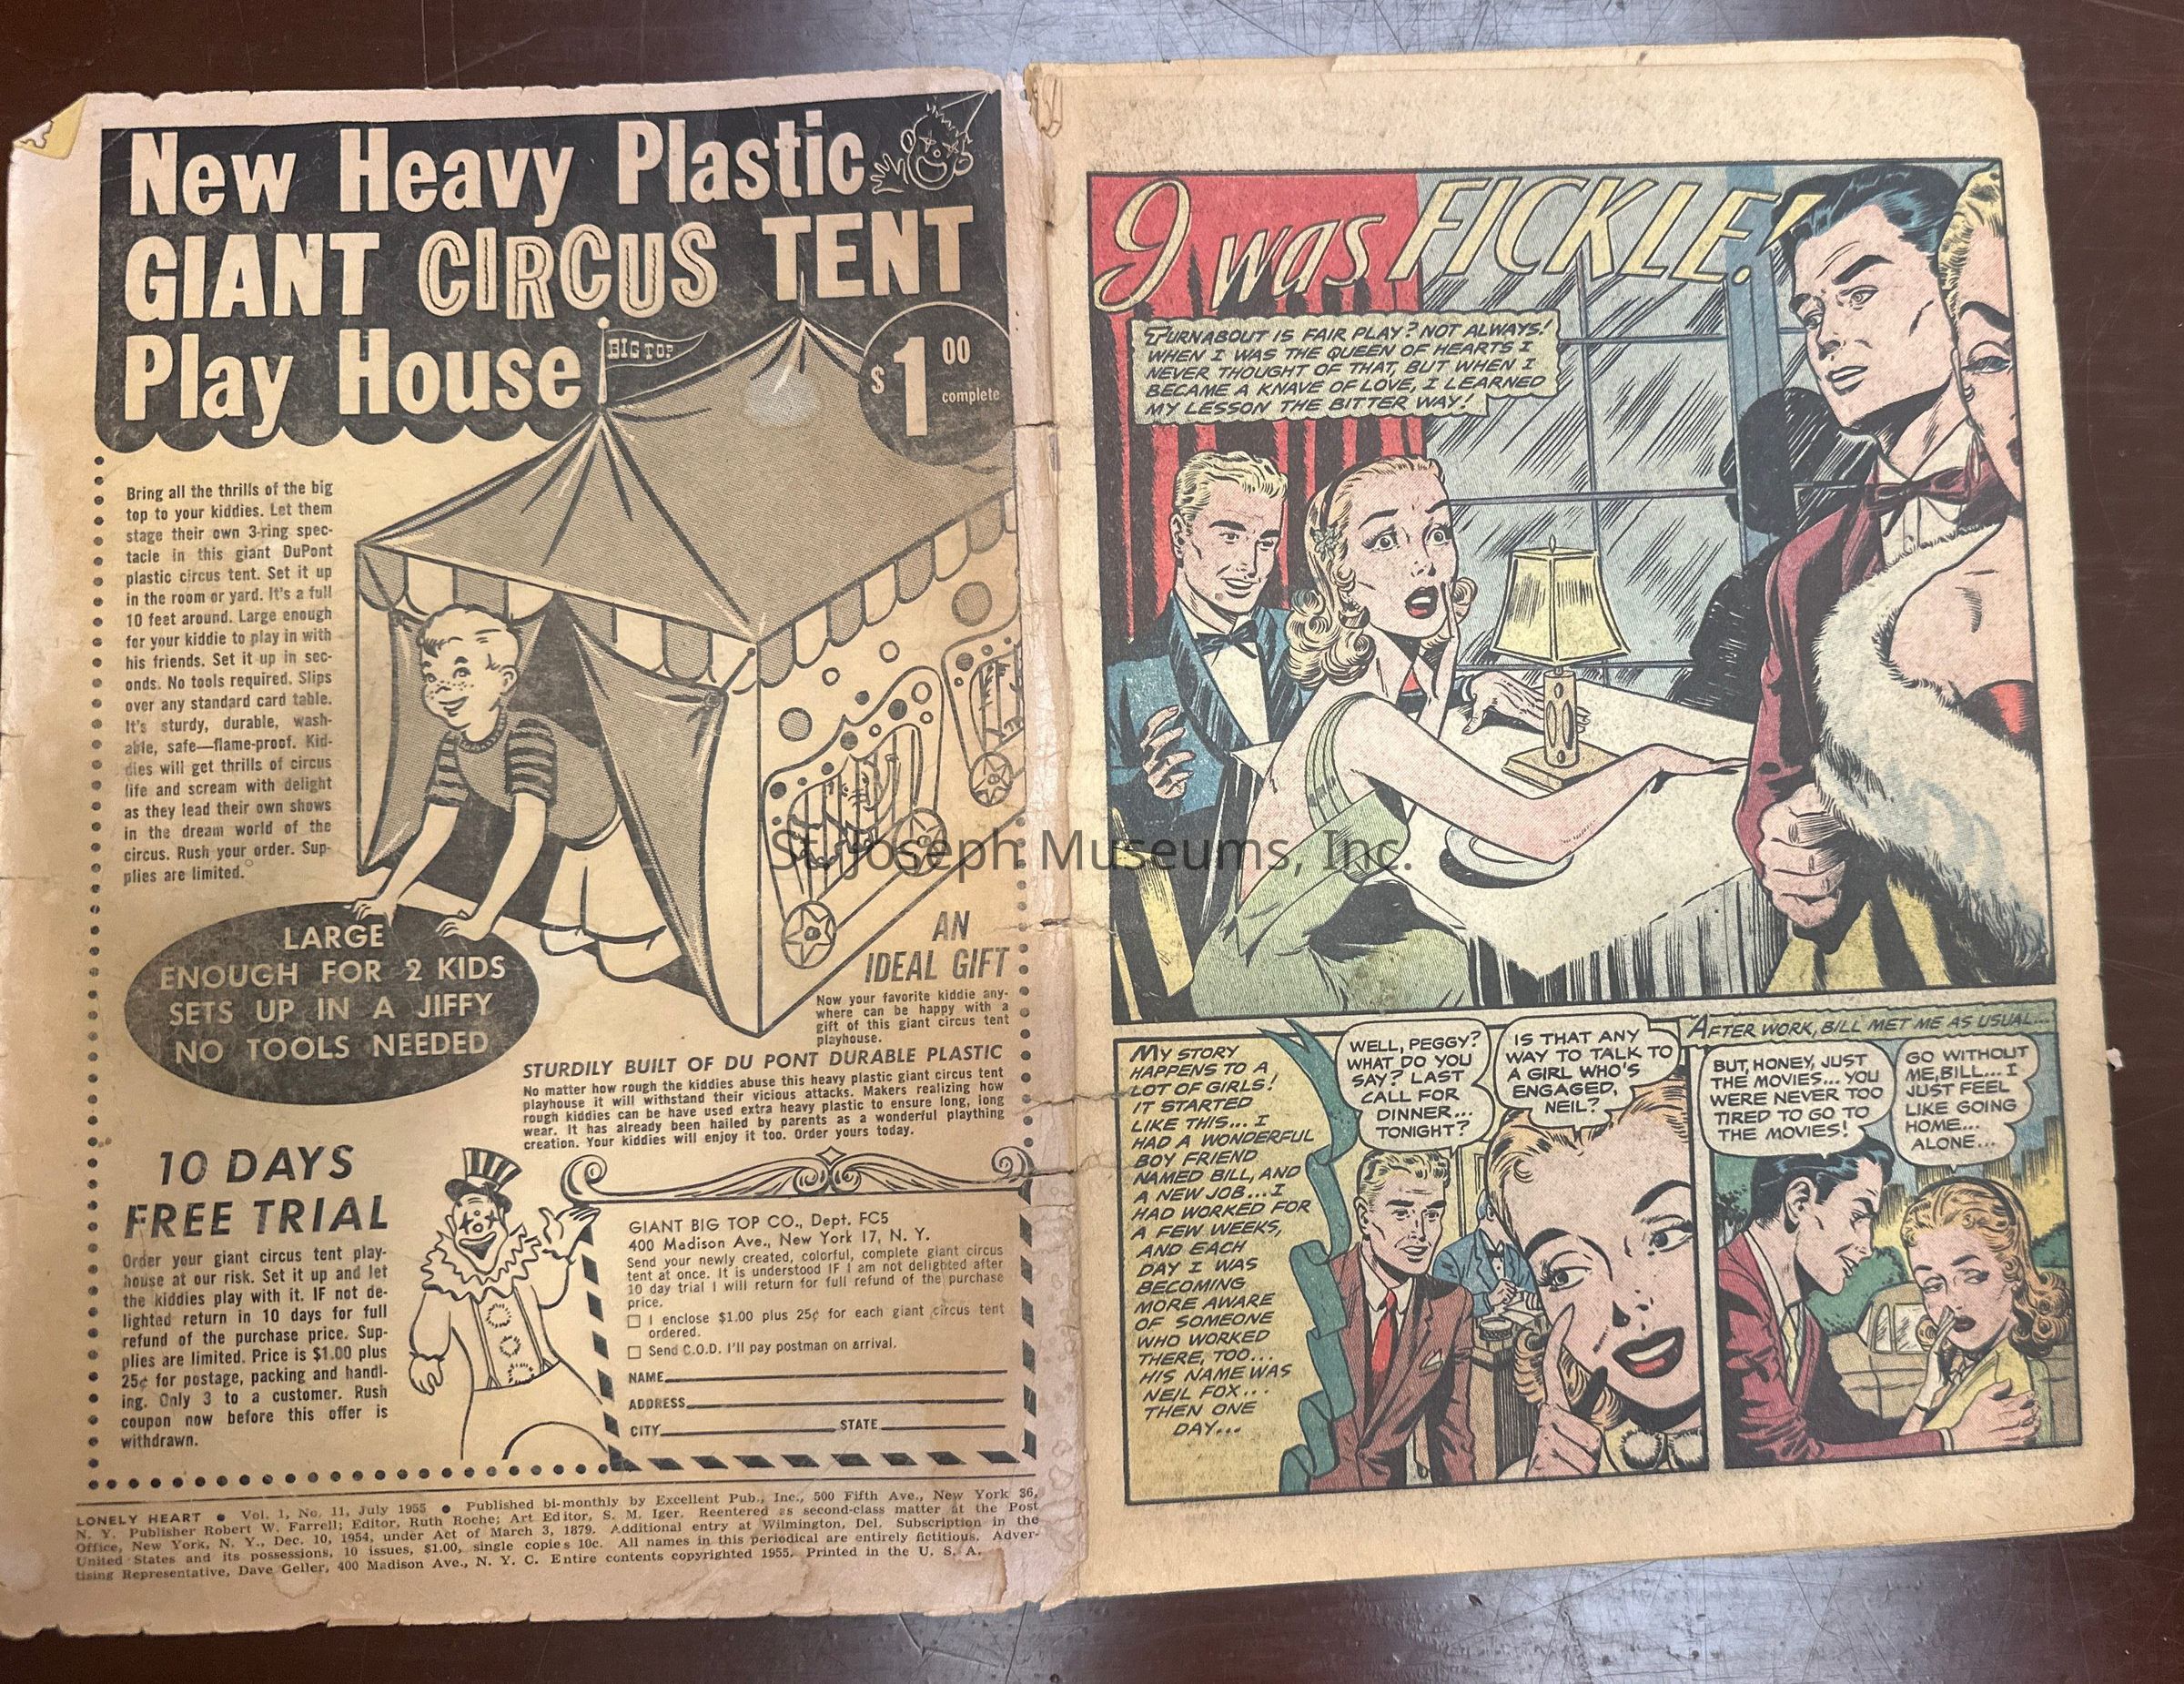 New Heavy Plastic
GIANT CIRCUS TENT
Play House
BIG TOP
$1 00
complete
Bring all the thrills of the big
top to your kiddies. Let them
stage their own 3-ring spec-
tacle in this giant DuPont
plastic circus tent. Set it up
in the room or yard. It's a full
10 feet around. Large enough
for your kiddie to play in with
his friends. Set it up in sec-
onds. No tools required. Slips
over any standard card table.
It's sturdy, durable, wash-
able, safe—flame-proof. Kid-
dies will get thrills of circus
life and scream with delight
as they lead their own shows
in the dream world of the
circus. Rush your order. Sup-
plies are limited.
LARGE
ENOUGH FOR 2 KIDS
SETS UP IN A JIFFY
NO TOOLS NEEDED
AN
IDEAL GIFT
Now your favorite kiddie any-
where can be happy with a
gift of this giant circus tent
playhouse.
STURDILY BUILT OF DU PONT DURABLE PLASTIC
No matter how rough the kiddies abuse this heavy plastic giant circus tent
playhouse it will withstand their vicious attacks. Makers realizing how
rough kiddies can be have used extra heavy plastic to ensure long, long
wear. It has already been hailed by parents as a wonderful plaything
creation. Your kiddies will enjoy it too. Order yours today.
10 DAYS
FREE TRIAL
Order your giant circus tent play-
house at our risk. Set it up and let
the kiddies play with it. IF not de-
lighted return in 10 days for full
refund of the purchase price. Sup-
plies are limited. Price is $1.00 plus
25¢ for postage, packing and handl-
ing. Only 3 to a customer. Rush
coupon now before this offer is
withdrawn.
GIANT BIG TOP CO., Dept. FC5
400 Madison Ave., New York 17, N. Y.
Send your newly created, colorful, complete giant circus
tent at once. It is understood IF I am not delighted after
10 day trial I will return for full refund of the purchase
price.
I enclose $1.00 plus 25¢ for each giant circus tent
ordered.
Send C.O.D. I'll pay postman on arrival.
NAME
ADDRESS
CITY STATE
LONELY HEART • Vol. 1, No. 11, July 1955 • Published bi-monthly by Excellent Pub., Inc., 500 Fifth Ave., New York 36,
N. Y. Publisher Robert W. Farrell; Editor, Ruth Roche; Art Editor, S. M. Iger. Reentered as second-class matter at the Post
Office, New York, N. Y., Dec. 10, 1954, under Act of March 3, 1879. Additional entry at Wilmington, Del. Subscription in the
United States and its possessions, 10 issues, $1.00, single copies 10c. All names in this periodical are entirely fictitious. Adver-
tising Representative, Dave Geller, 400 Madison Ave., N. Y. C. Entire contents copyrighted 1955. Printed in the U. S. A.
St. Joseph Museums, Inc.
I was FICKLE!
TURNABOUT IS FAIR PLAY? NOT ALWAYS!
WHEN I WAS THE QUEEN OF HEARTS I
NEVER THOUGHT OF THAT, BUT WHEN I
BECAME A KNAVE OF LOVE, I LEARNED
MY LESSON THE BITTER WAY!
MY STORY
HAPPENS TO A
LOT OF GIRLS!
IT STARTED
LIKE THIS... I
HAD A WONDERFUL
BOY FRIEND
NAMED BILL, AND
A NEW JOB... I
HAD WORKED FOR
A FEW WEEKS,
AND EACH
DAY I WAS
BECOMING
MORE AWARE
OF SOMEONE
WHO WORKED
THERE, TOO...
HIS NAME WAS
NEIL FOX...
THEN ONE
DAY...
WELL, PEGGY?
WHAT DO YOU
SAY? LAST
CALL FOR
DINNER...
TONIGHT?
IS THAT ANY
WAY TO TALK TO
A GIRL WHO'S
ENGAGED,
NEIL?
AFTER WORK, BILL MET ME AS USUAL...
BUT, HONEY, JUST
THE MOVIES... YOU
WERE NEVER TOO
TIRED TO GO TO
THE MOVIES!
GO WITHOUT
ME, BILL... I
JUST FEEL
LIKE GOING
HOME...
ALONE...